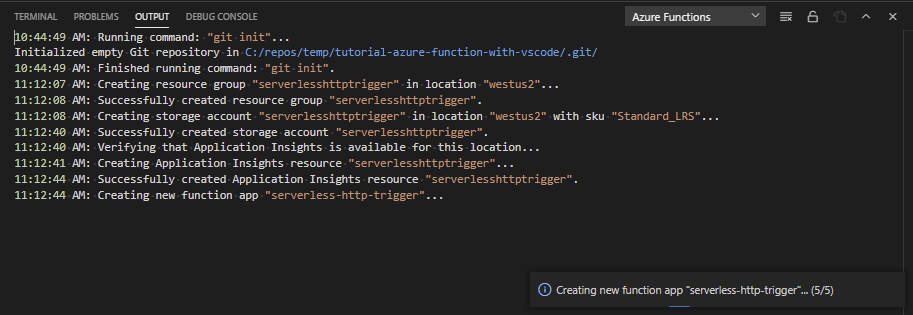 TERMINAL PROBLEMS OUTPUT DEBUG CONSOLE Azure Functions
10:44:49 AM: Running command: "git init"...
Initialized empty Git repository in C:/repos/temp/tutorial-azure-function-with-vscode/.git/
10:44:49 AM: Finished running command: "git init".
11:12:07 AM: Creating resource group "serverlesshttptrigger" in location "westus2"...
11:12:08 AM: Successfully created resource group "serverlesshttptrigger".
11:12:08 AM: Creating storage account "serverlesshttptrigger" in location "westus2" with sku "Standard_LRS"...
11:12:40 AM: Successfully created storage account "serverlesshttptrigger".
11:12:40 AM: Verifying that Application Insights is available for this location...
11:12:41 AM: Creating Application Insights resource "serverlesshttptrigger"...
11:12:44 AM: Successfully created Application Insights resource "serverlesshttptrigger".
11:12:44 AM: Creating new function app "serverless-http-trigger"...
Creating new function app "serverless-http-trigger"... (5/5)